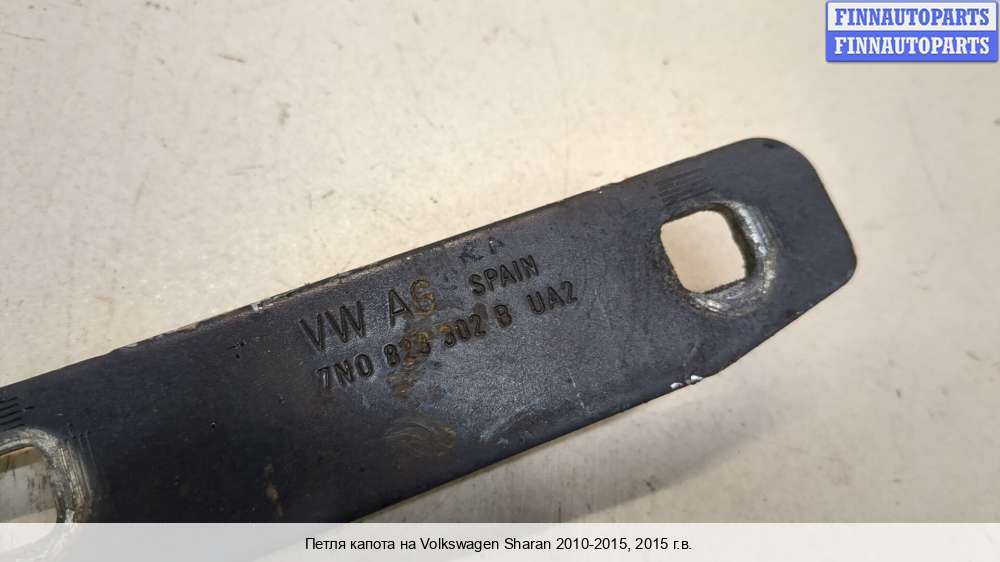 FINNAUTOPARTS
FINNAUTOPARTS
VW AG SPAIN
7N0 823 302 B UA2
Петля капота на Volkswagen Sharan 2010-2015, 2015 г.в.